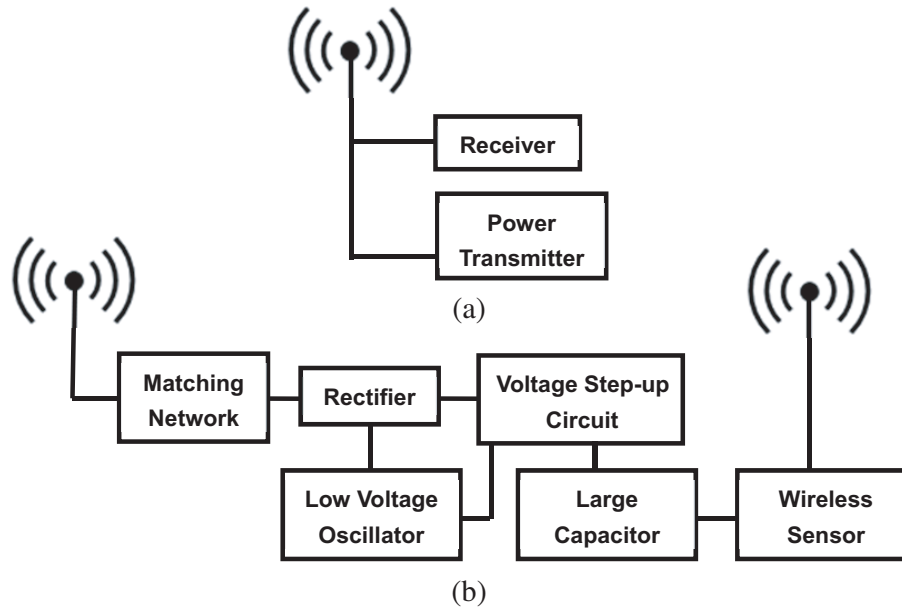 Receiver
Power
Transmitter
(a)
Matching
Network
Rectifier
Voltage Step-up
Circuit
Low Voltage
Oscillator
Large
Capacitor
Wireless
Sensor
(b)